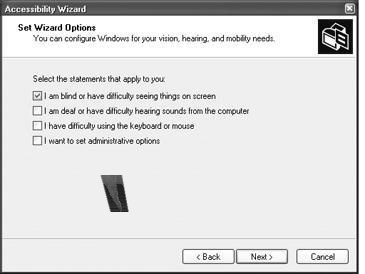 Accessibility Wizard
Set Wizard Options
You can configure Windows for your vision, hearing, and mobility needs.
Select the statements that apply to you:
I am blind or have difficulty seeing things on screen
I am deaf or have difficulty hearing sounds from the computer
I have difficulty using the keyboard or mouse
I want to set administrative options
< Back
Next >
Cancel